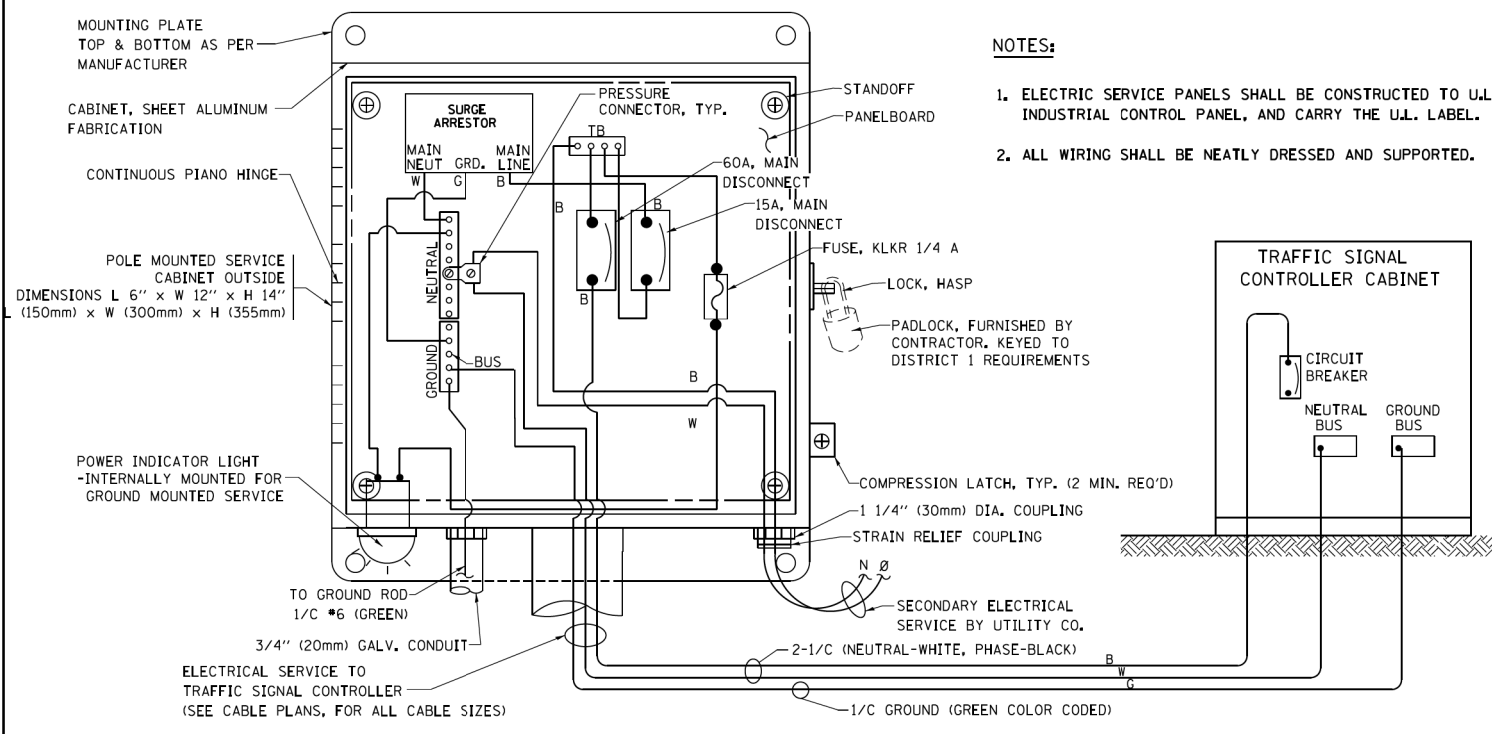 MOUNTING PLATE
TOP & BOTTOM AS PER
MANUFACTURER
CABINET, SHEET ALUMINUM
FABRICATION
CONTINUOUS PIANO HINGE
POLE MOUNTED SERVICE
CABINET OUTSIDE
DIMENSIONS L 6" x W 12" x H 14"
L (150mm) x W (300mm) x H (355mm)
POWER INDICATOR LIGHT
-INTERNALLY MOUNTED FOR
GROUND MOUNTED SERVICE
SURGE
ARRESTOR
MAIN
NEUT
GRD.
MAIN
LINE
W
G
B
PRESSURE
CONNECTOR, TYP.
TB
NEUTRAL
GROUND
BUS
B
B
B
B
W
STANDOFF
PANELBOARD
60A, MAIN
DISCONNECT
15A, MAIN
DISCONNECT
FUSE, KLKR 1/4 A
LOCK, HASP
PADLOCK, FURNISHED BY
CONTRACTOR. KEYED TO
DISTRICT 1 REQUIREMENTS
COMPRESSION LATCH, TYP. (2 MIN. REQ'D)
1 1/4" (30mm) DIA. COUPLING
STRAIN RELIEF COUPLING
N Ø
SECONDARY ELECTRICAL
SERVICE BY UTILITY CO.
TO GROUND ROD
1/C #6 (GREEN)
3/4" (20mm) GALV. CONDUIT
ELECTRICAL SERVICE TO
TRAFFIC SIGNAL CONTROLLER
(SEE CABLE PLANS, FOR ALL CABLE SIZES)
2-1/C (NEUTRAL-WHITE, PHASE-BLACK)
B
W
G
1/C GROUND (GREEN COLOR CODED)
NOTES:
1. ELECTRIC SERVICE PANELS SHALL BE CONSTRUCTED TO U.L
INDUSTRIAL CONTROL PANEL, AND CARRY THE U.L. LABEL.
2. ALL WIRING SHALL BE NEATLY DRESSED AND SUPPORTED.
TRAFFIC SIGNAL
CONTROLLER CABINET
CIRCUIT
BREAKER
NEUTRAL
BUS
GROUND
BUS